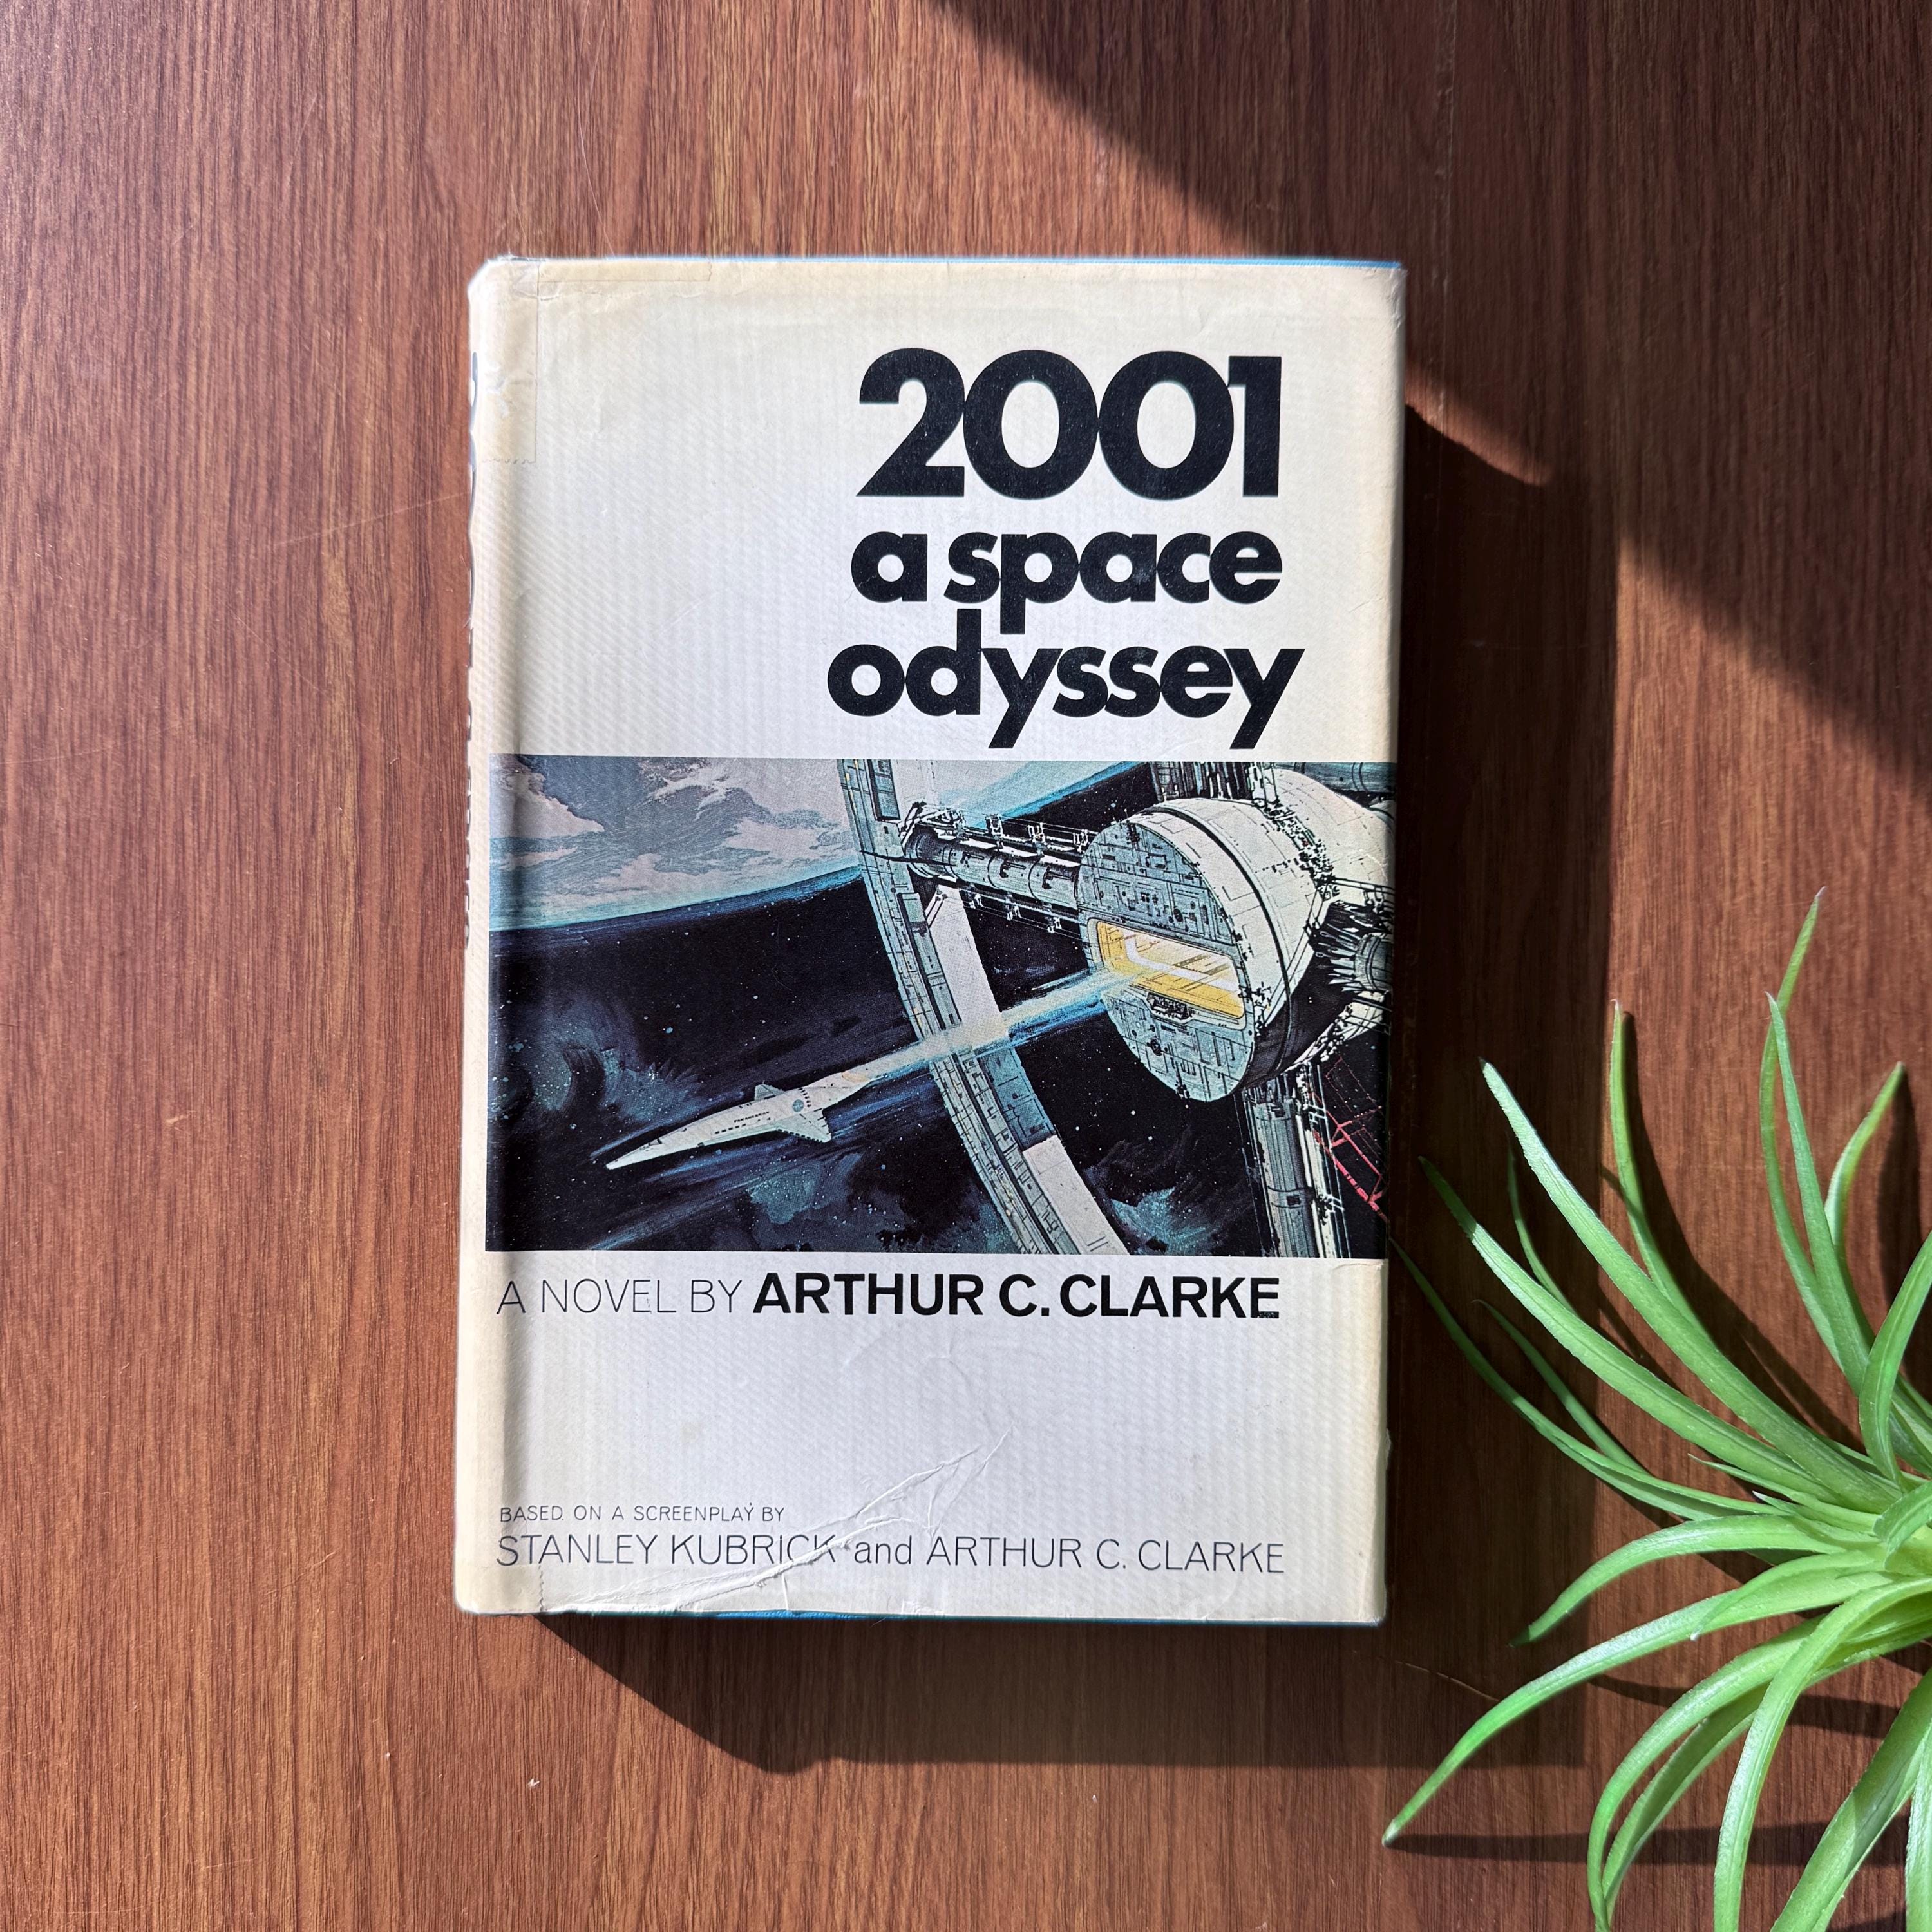 2001
a space
odyssey
A NOVEL BY ARTHUR C. CLARKE
BASED ON A SCREENPLAY BY
STANLEY KUBRICK and ARTHUR C. CLARKE